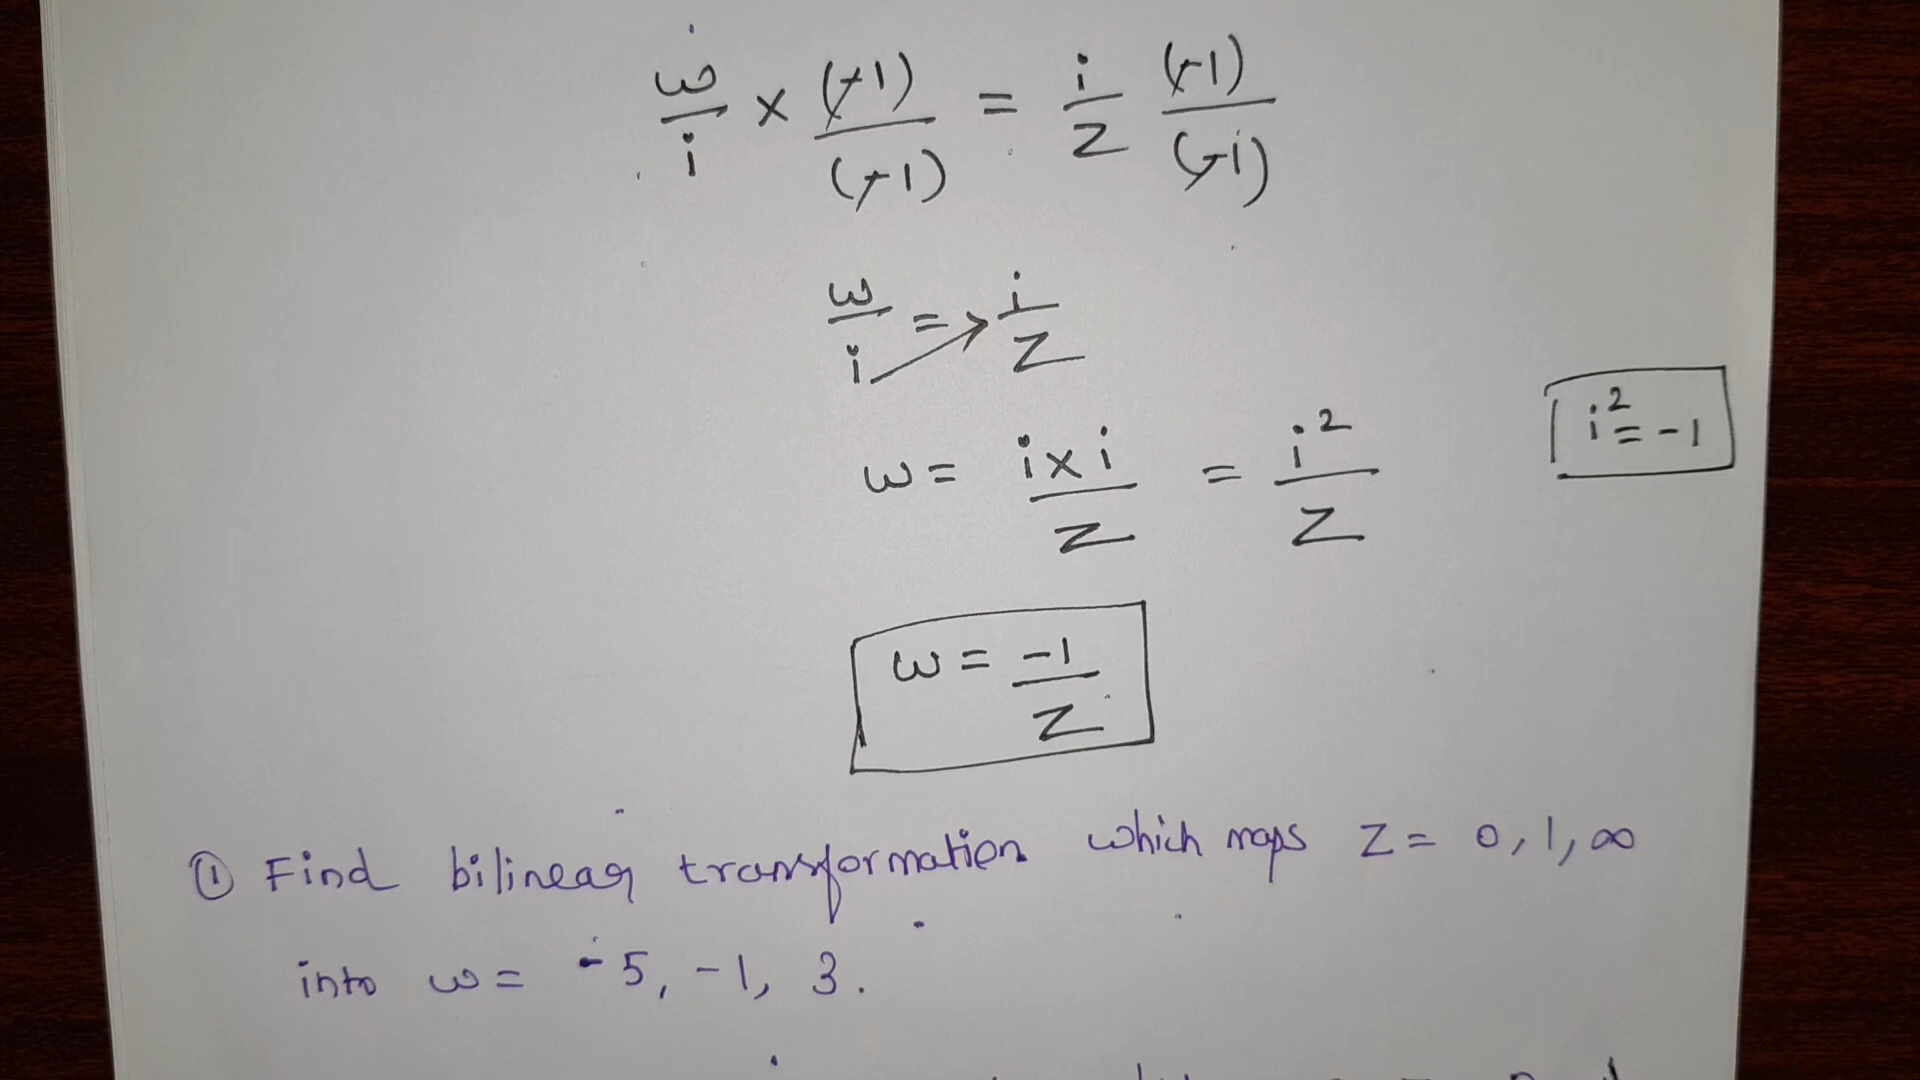 ω/i × (-1)/(-1) = i/z (-1)/(-i)
ω/i = i/z
ω = i×i/z = i²/z
i² = -1
ω = -1/z
① Find bilinear transformation which maps z = 0, 1, ∞
into ω = -5, -1, 3.